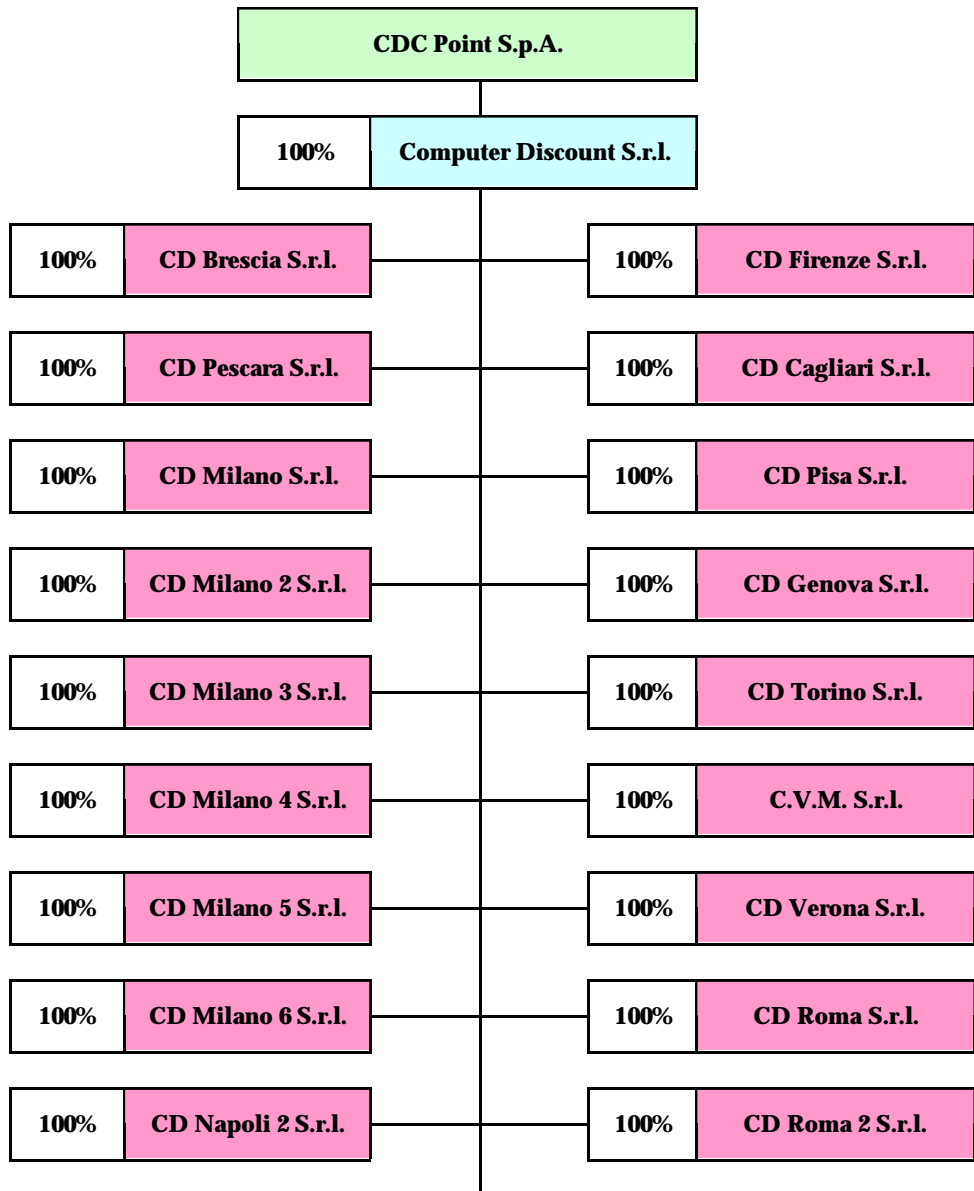 CDC Point S.p.A.
100% Computer Discount S.r.l.
100% CD Brescia S.r.l. 100% CD Firenze S.r.l.
100% CD Pescara S.r.l. 100% CD Cagliari S.r.l.
100% CD Milano S.r.l. 100% CD Pisa S.r.l.
100% CD Milano 2 S.r.l. 100% CD Genova S.r.l.
100% CD Milano 3 S.r.l. 100% CD Torino S.r.l.
100% CD Milano 4 S.r.l. 100% C.V.M. S.r.l.
100% CD Milano 5 S.r.l. 100% CD Verona S.r.l.
100% CD Milano 6 S.r.l. 100% CD Roma S.r.l.
100% CD Napoli 2 S.r.l. 100% CD Roma 2 S.r.l.